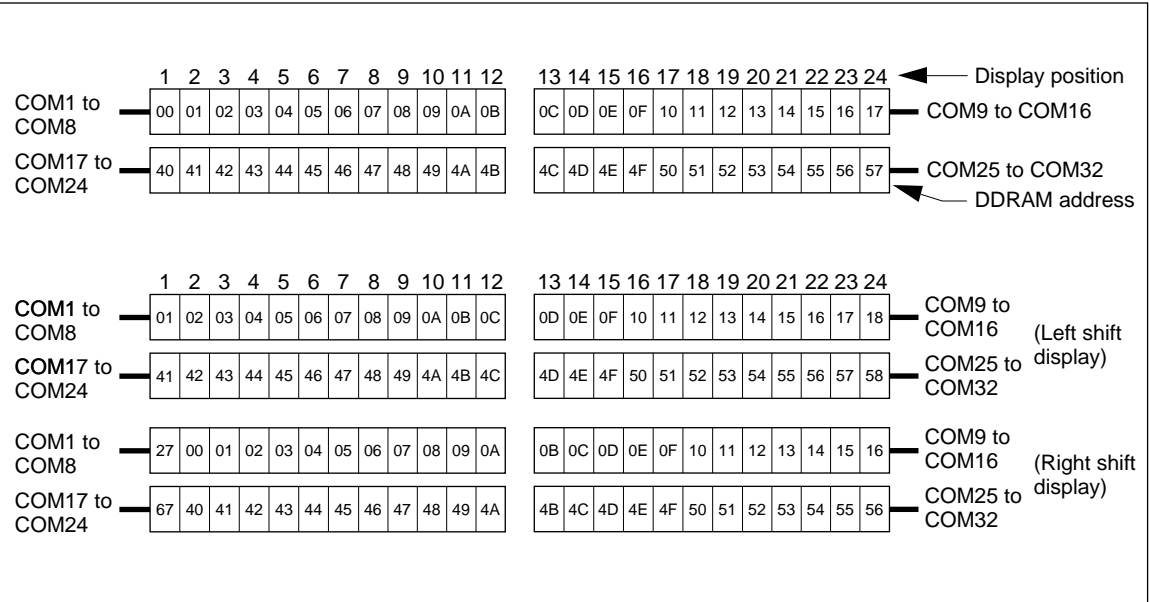 1 2 3 4 5 6 7 8 9 10 11 12 13 14 15 16 17 18 19 20 21 22 23 24 Display position
COM1 to
COM8
00 01 02 03 04 05 06 07 08 09 0A 0B 0C 0D 0E 0F 10 11 12 13 14 15 16 17 COM9 to COM16
COM17 to
COM24
40 41 42 43 44 45 46 47 48 49 4A 4B 4C 4D 4E 4F 50 51 52 53 54 55 56 57 COM25 to COM32
DDRAM address
1 2 3 4 5 6 7 8 9 10 11 12 13 14 15 16 17 18 19 20 21 22 23 24
COM1 to
COM8
01 02 03 04 05 06 07 08 09 0A 0B 0C 0D 0E 0F 10 11 12 13 14 15 16 17 18
COM9 to
COM16
COM17 to
COM24
41 42 43 44 45 46 47 48 49 4A 4B 4C 4D 4E 4F 50 51 52 53 54 55 56 57 58
COM25 to
COM32
(Left shift
display)
COM1 to
COM8
27 00 01 02 03 04 05 06 07 08 09 0A 0B 0C 0D 0E 0F 10 11 12 13 14 15 16
COM9 to
COM16
COM17 to
COM24
67 40 41 42 43 44 45 46 47 48 49 4A 4B 4C 4D 4E 4F 50 51 52 53 54 55 56
COM25 to
COM32
(Right shift
display)